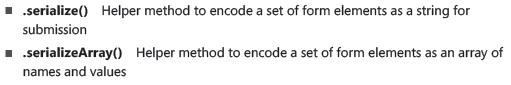 ■ .serialize() Helper method to encode a set of form elements as a string for
submission
■ .serializeArray() Helper method to encode a set of form elements as an array of
names and values